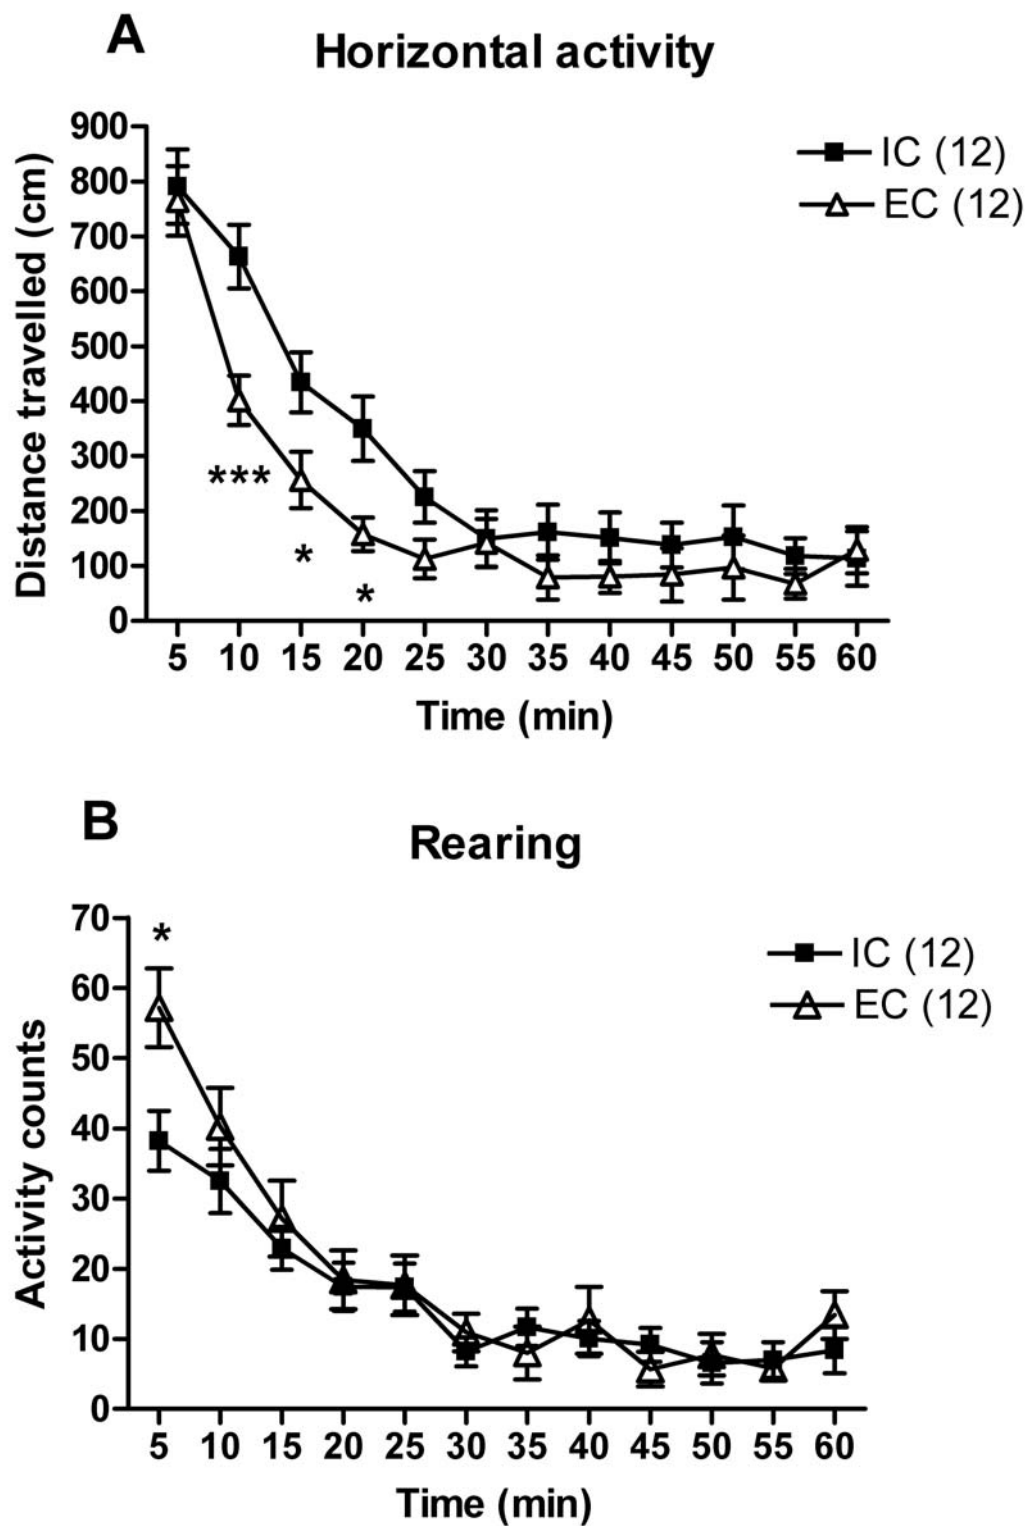 A
Horizontal activity
Distance travelled (cm)
900
800
700
600
500
400
300
200
100
0
IC (12)
EC (12)
***
*
*
5 10 15 20 25 30 35 40 45 50 55 60
Time (min)
B
Rearing
Activity counts
70
60
50
40
30
20
10
0
*
IC (12)
EC (12)
5 10 15 20 25 30 35 40 45 50 55 60
Time (min)